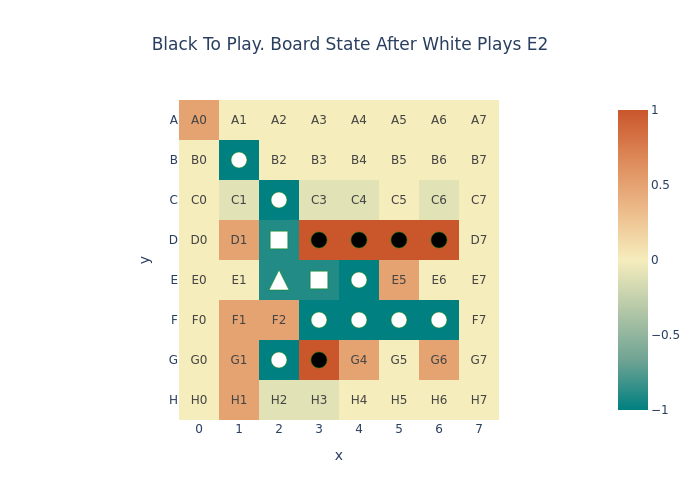 Black To Play. Board State After White Plays E2
A A0 A1 A2 A3 A4 A5 A6 A7
B B0 B2 B3 B4 B5 B6 B7
C C0 C1 C3 C4 C5 C6 C7
D D0 D1 D7
E E0 E1 E5 E6 E7
F F0 F1 F2 F7
G G0 G1 G4 G5 G6 G7
H H0 H1 H2 H3 H4 H5 H6 H7
0 1 2 3 4 5 6 7
x
y
1
0.5
0
−0.5
−1